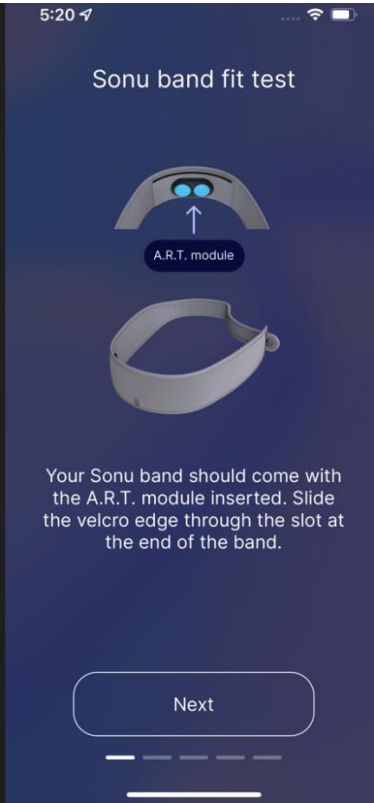 5:20
Sonu band fit test
A.R.T. module
Your Sonu band should come with
the A.R.T. module inserted. Slide
the velcro edge through the slot at
the end of the band.
Next